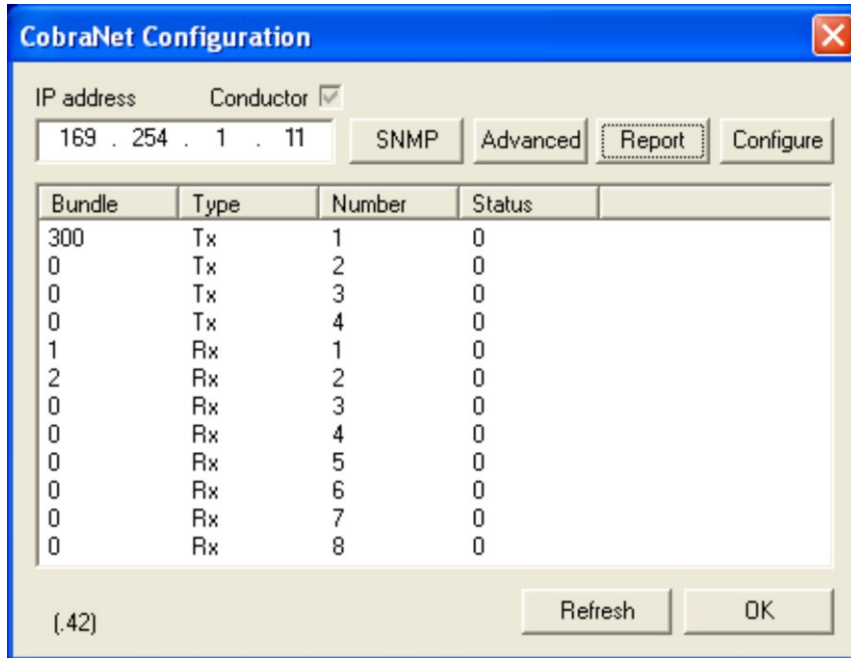 CobraNet Configuration
IP address Conductor
169 . 254 . 1 . 11 SNMP Advanced Report Configure
Bundle Type Number Status
300 Tx 1 0
0 Tx 2 0
0 Tx 3 0
0 Tx 4 0
1 Rx 1 0
2 Rx 2 0
0 Rx 3 0
0 Rx 4 0
0 Rx 5 0
0 Rx 6 0
0 Rx 7 0
0 Rx 8 0
(.42) Refresh OK